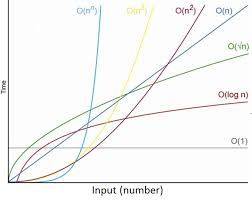 O(nⁿ) O(n³) O(n²) O(n)
O(√n)
O(log n)
O(1)
Time
Input (number)